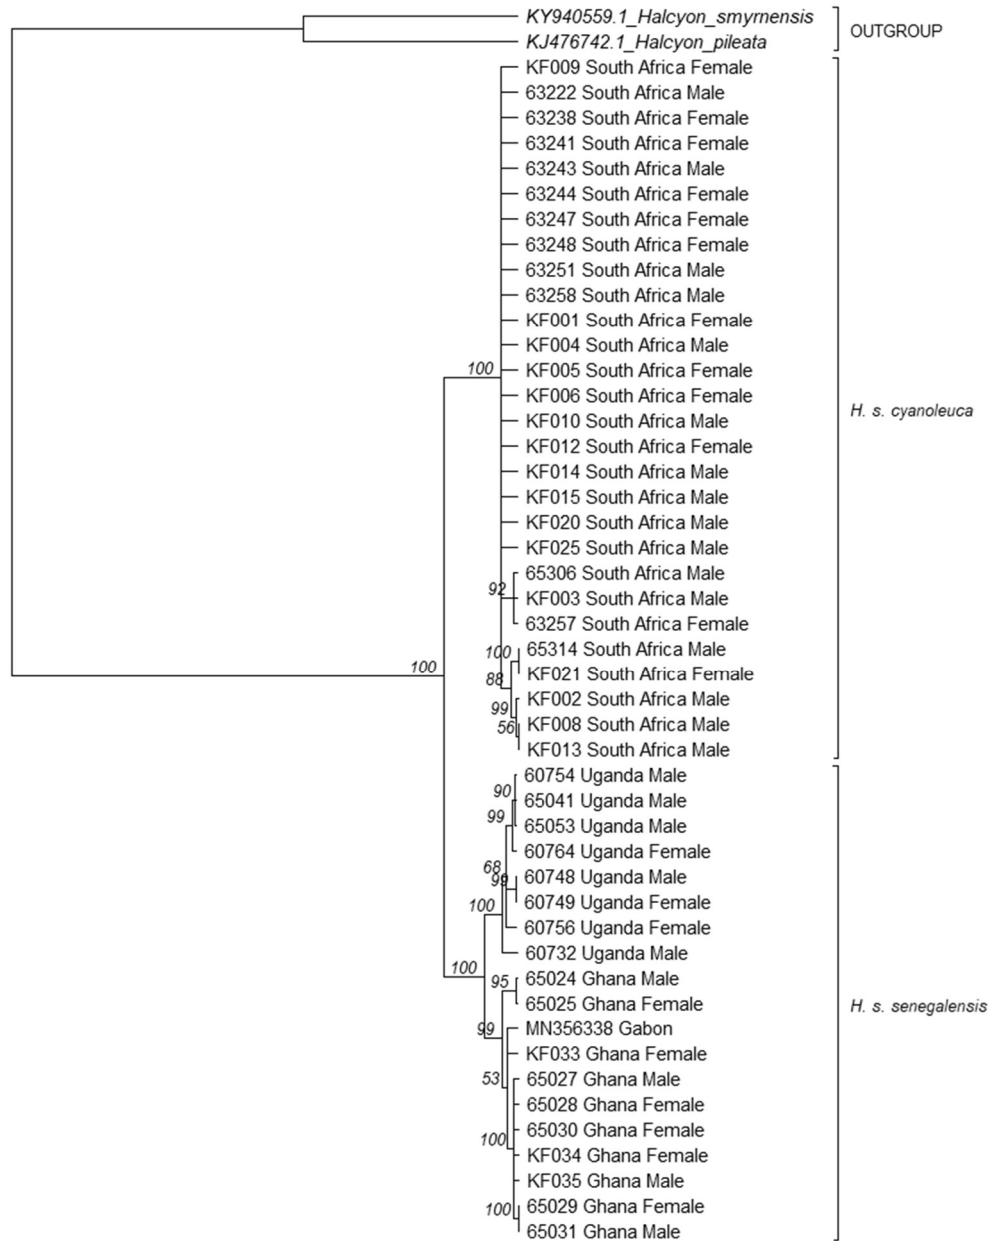 KY940559.1_Halcyon_smyrnensis
KJ476742.1_Halcyon_pileata
OUTGROUP
KF009 South Africa Female
63222 South Africa Male
63238 South Africa Female
63241 South Africa Female
63243 South Africa Male
63244 South Africa Female
63247 South Africa Female
63248 South Africa Female
63251 South Africa Male
63258 South Africa Male
KF001 South Africa Female
KF004 South Africa Male
100
KF005 South Africa Female
KF006 South Africa Female
H. s. cyanoleuca
KF010 South Africa Male
KF012 South Africa Female
KF014 South Africa Male
KF015 South Africa Male
KF020 South Africa Male
KF025 South Africa Male
65306 South Africa Male
92
KF003 South Africa Male
63257 South Africa Female
100
65314 South Africa Male
100
88
KF021 South Africa Female
KF002 South Africa Male
99
56
KF008 South Africa Male
KF013 South Africa Male
60754 Uganda Male
90
65041 Uganda Male
99
65053 Uganda Male
60764 Uganda Female
68
99
60748 Uganda Male
60749 Uganda Female
100
60756 Uganda Female
60732 Uganda Male
100
95
65024 Ghana Male
65025 Ghana Female
H. s. senegalensis
99
MN356338 Gabon
KF033 Ghana Female
53
65027 Ghana Male
65028 Ghana Female
65030 Ghana Female
100
KF034 Ghana Female
KF035 Ghana Male
100
65029 Ghana Female
65031 Ghana Male